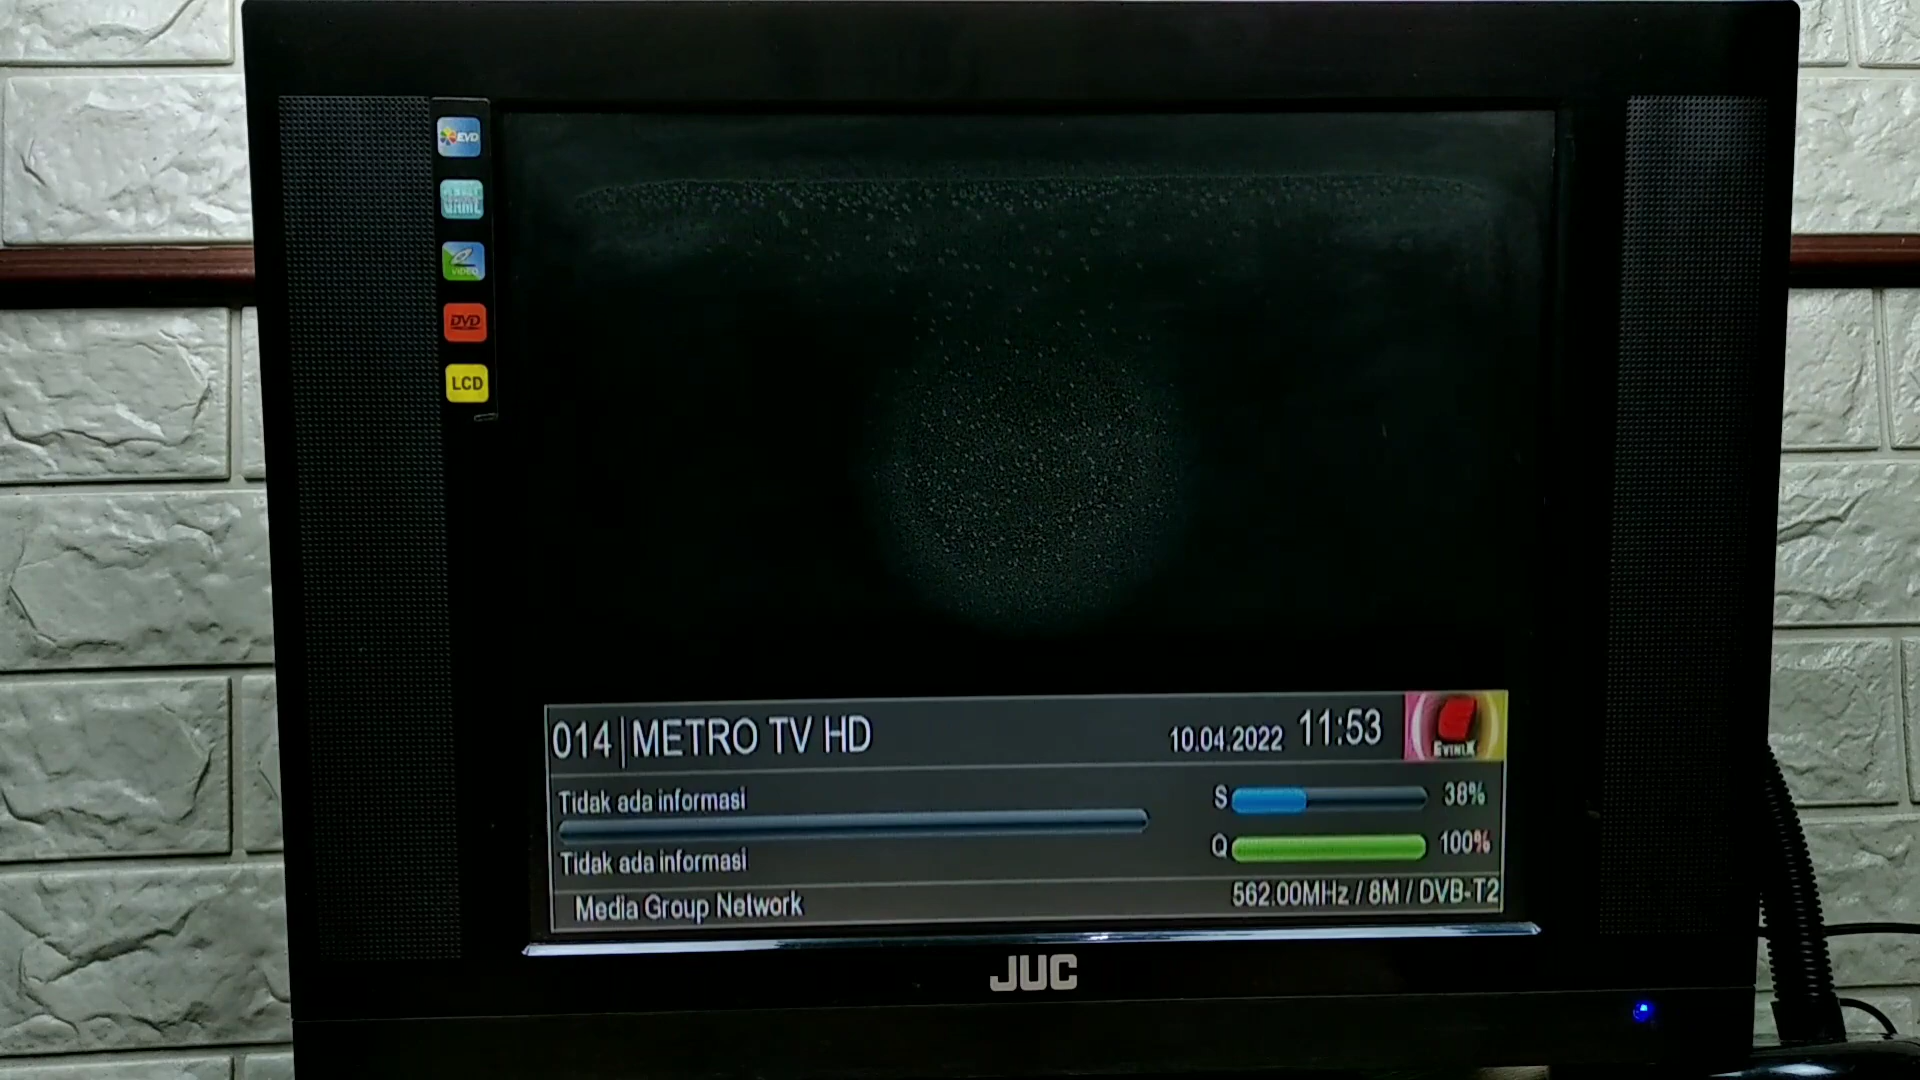 EVD
GAME
VIDEO
DVD
LCD
014 METRO TV HD
10.04.2022 11:53
EVINIX
Tidak ada informasi
S 38%
Tidak ada informasi
Q 100%
Media Group Network
562.00MHz / 8M / DVB-T2
JUC